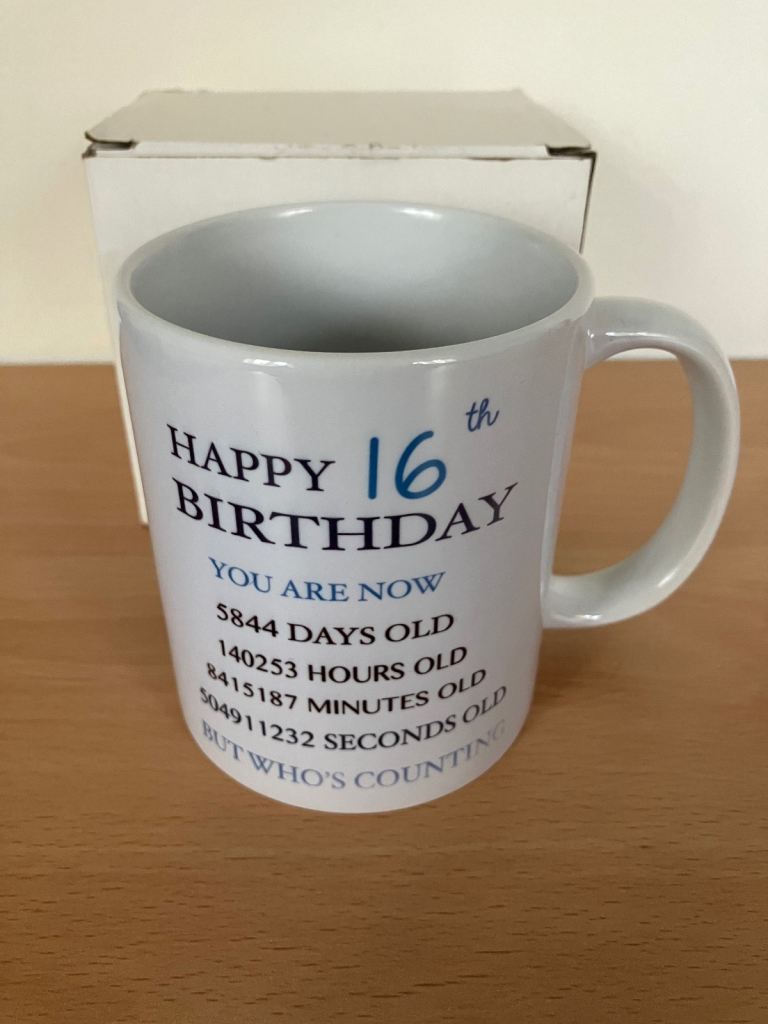 HAPPY 16th
BIRTHDAY
YOU ARE NOW
5844 DAYS OLD
140253 HOURS OLD
8415187 MINUTES OLD
504911232 SECONDS OLD
BUT WHO'S COUNTING